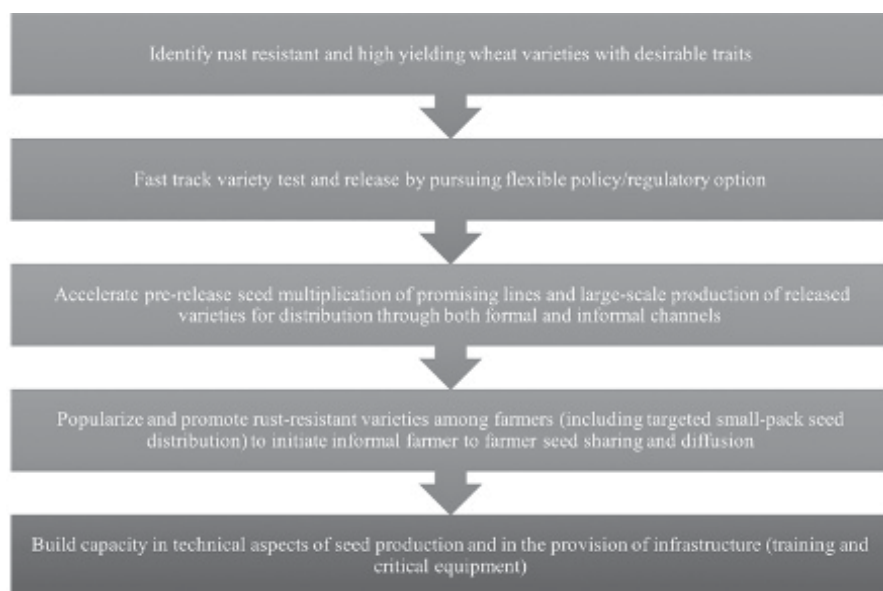 Identify rust resistant and high yielding wheat varieties with desirable traits
Fast track variety test and release by pursuing flexible policy/regulatory option
Accelerate pre-release seed multiplication of promising lines and large-scale production of released
varieties for distribution through both formal and informal channels
Popularize and promote rust-resistant varieties among farmers (including targeted small-pack seed
distribution) to initiate informal farmer to farmer seed sharing and diffusion
Build capacity in technical aspects of seed production and in the provision of infrastructure (training and
critical equipment)